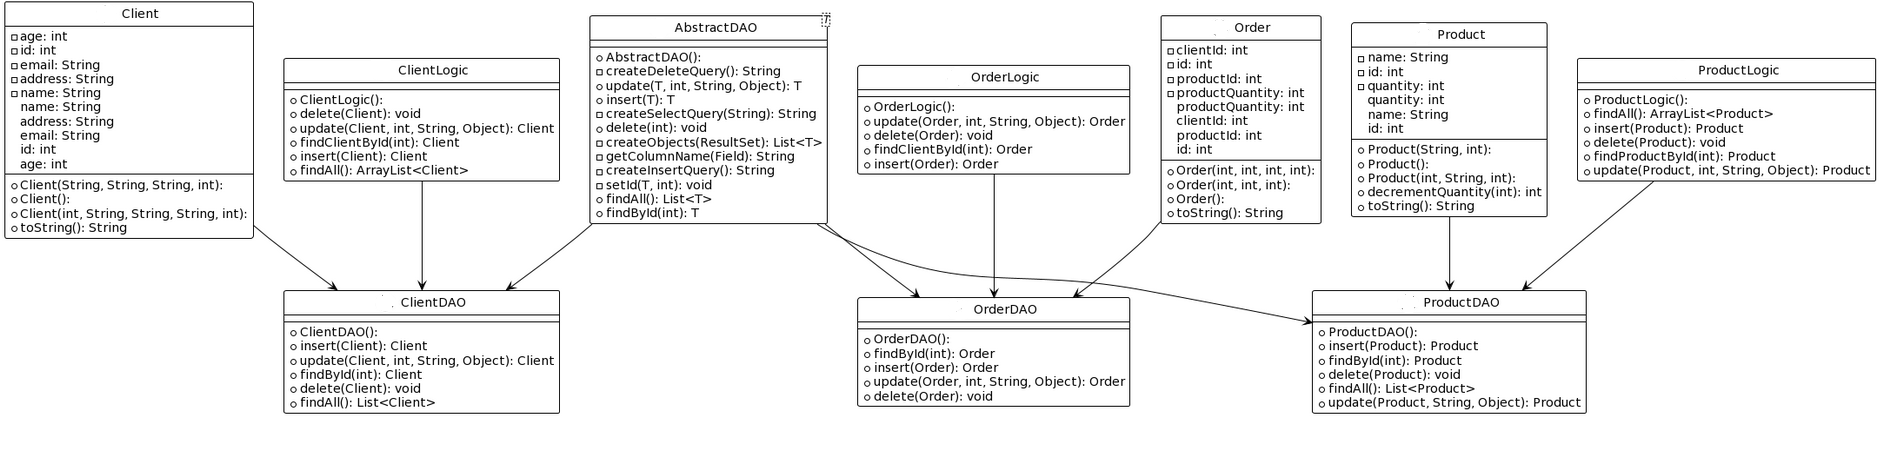 Client
age: int
id: int
email: String
address: String
name: String
name: String
address: String
email: String
id: int
age: int
Client(String, String, String, int):
Client():
Client(int, String, String, String, int):
toString(): String
ClientLogic
ClientLogic():
delete(Client): void
update(Client, int, String, Object): Client
findClientById(int): Client
insert(Client): Client
findAll(): ArrayList<Client>
AbstractDAO
T
AbstractDAO():
createDeleteQuery(): String
update(T, int, String, Object): T
insert(T): T
createSelectQuery(String): String
delete(int): void
createObjects(ResultSet): List<T>
getColumnName(Field): String
createInsertQuery(): String
setId(T, int): void
findAll(): List<T>
findById(int): T
OrderLogic
OrderLogic():
update(Order, int, String, Object): Order
delete(Order): void
findClientById(int): Order
insert(Order): Order
Order
clientId: int
id: int
productId: int
productQuantity: int
productQuantity: int
clientId: int
productId: int
id: int
Order(int, int, int, int):
Order(int, int, int):
Order():
toString(): String
Product
name: String
id: int
quantity: int
quantity: int
name: String
id: int
Product(String, int):
Product():
Product(int, String, int):
decrementQuantity(int): int
toString(): String
ProductLogic
ProductLogic():
findAll(): ArrayList<Product>
insert(Product): Product
delete(Product): void
findProductById(int): Product
update(Product, int, String, Object): Product
ClientDAO
ClientDAO():
insert(Client): Client
update(Client, int, String, Object): Client
findById(int): Client
delete(Client): void
findAll(): List<Client>
OrderDAO
OrderDAO():
findById(int): Order
insert(Order): Order
update(Order, int, String, Object): Order
delete(Order): void
ProductDAO
ProductDAO():
insert(Product): Product
findById(int): Product
delete(Product): void
findAll(): List<Product>
update(Product, String, Object): Product